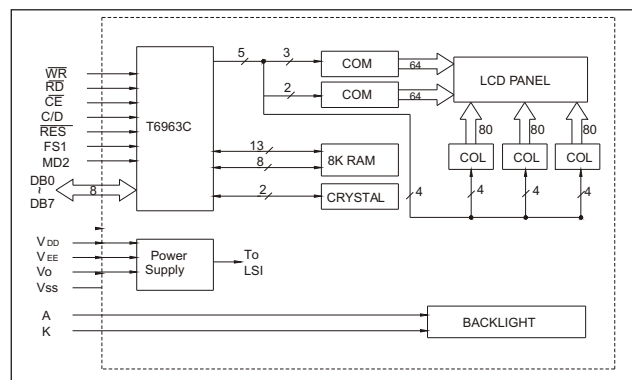 5
3
COM
64
LCD PANEL
WR
RD
CE
C/D
RES
FS1
MD2
T6963C
2
COM
64
80
80
80
COL
COL
COL
13
8
8K RAM
DB0
~
DB7
8
2
CRYSTAL
4
4
4
4
VDD
VEE
Vo
Vss
Power
Supply
To
LSI
A
K
BACKLIGHT